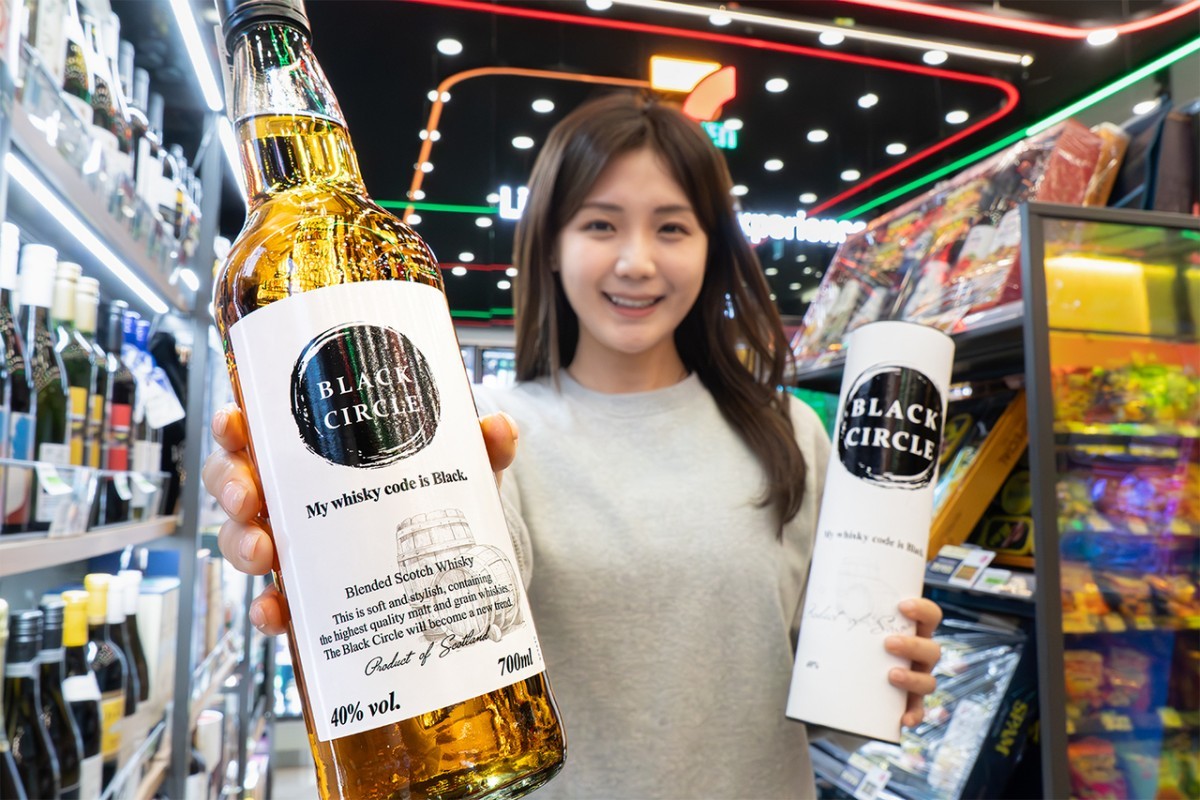 BLACK
CIRCLE
My whisky code is Black.
Blended Scotch Whisky
This is soft and stylish, containing
the highest quality malt and grain whiskies.
The Black Circle will become a new trend.
Product of Scotland
40% vol.
700ml
BLACK
CIRCLE
My whisky code is Black
40%
SPAM